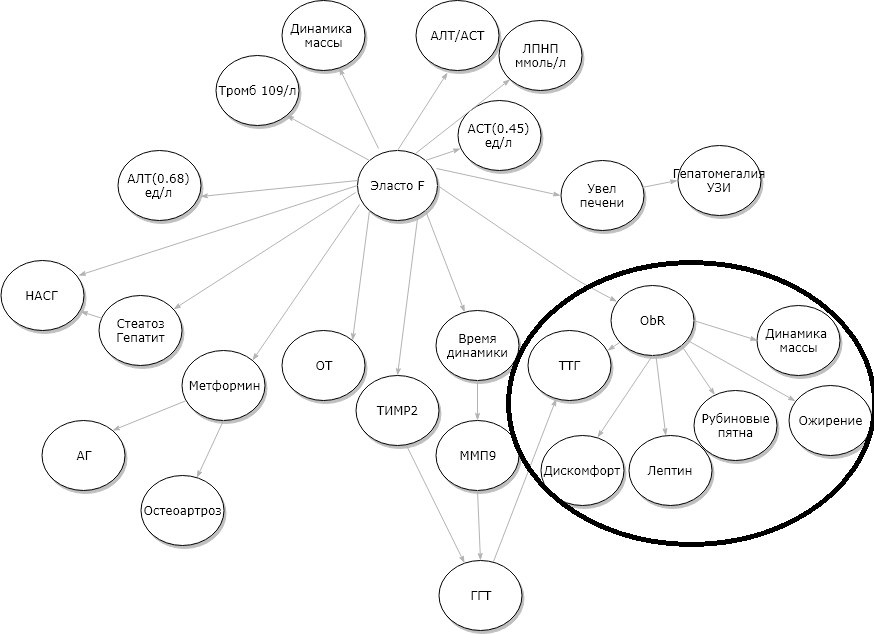 Динамика
массы
АЛТ/АСТ
ЛПНП
ммоль/л
Тромб 109/л
АСТ(0.45)
ед/л
АЛТ(0.68)
ед/л
Эласто F
Увел
печени
Гепатомегалия
УЗИ
НАСГ
Стеатоз
Гепатит
ObR
Динамика
массы
Время
динамики
ОТ
ТТГ
Метформин
ТИМР2
Рубиновые
пятна
Ожирение
АГ
ММП9
Дискомфорт
Лептин
Остеоартроз
ГГТ